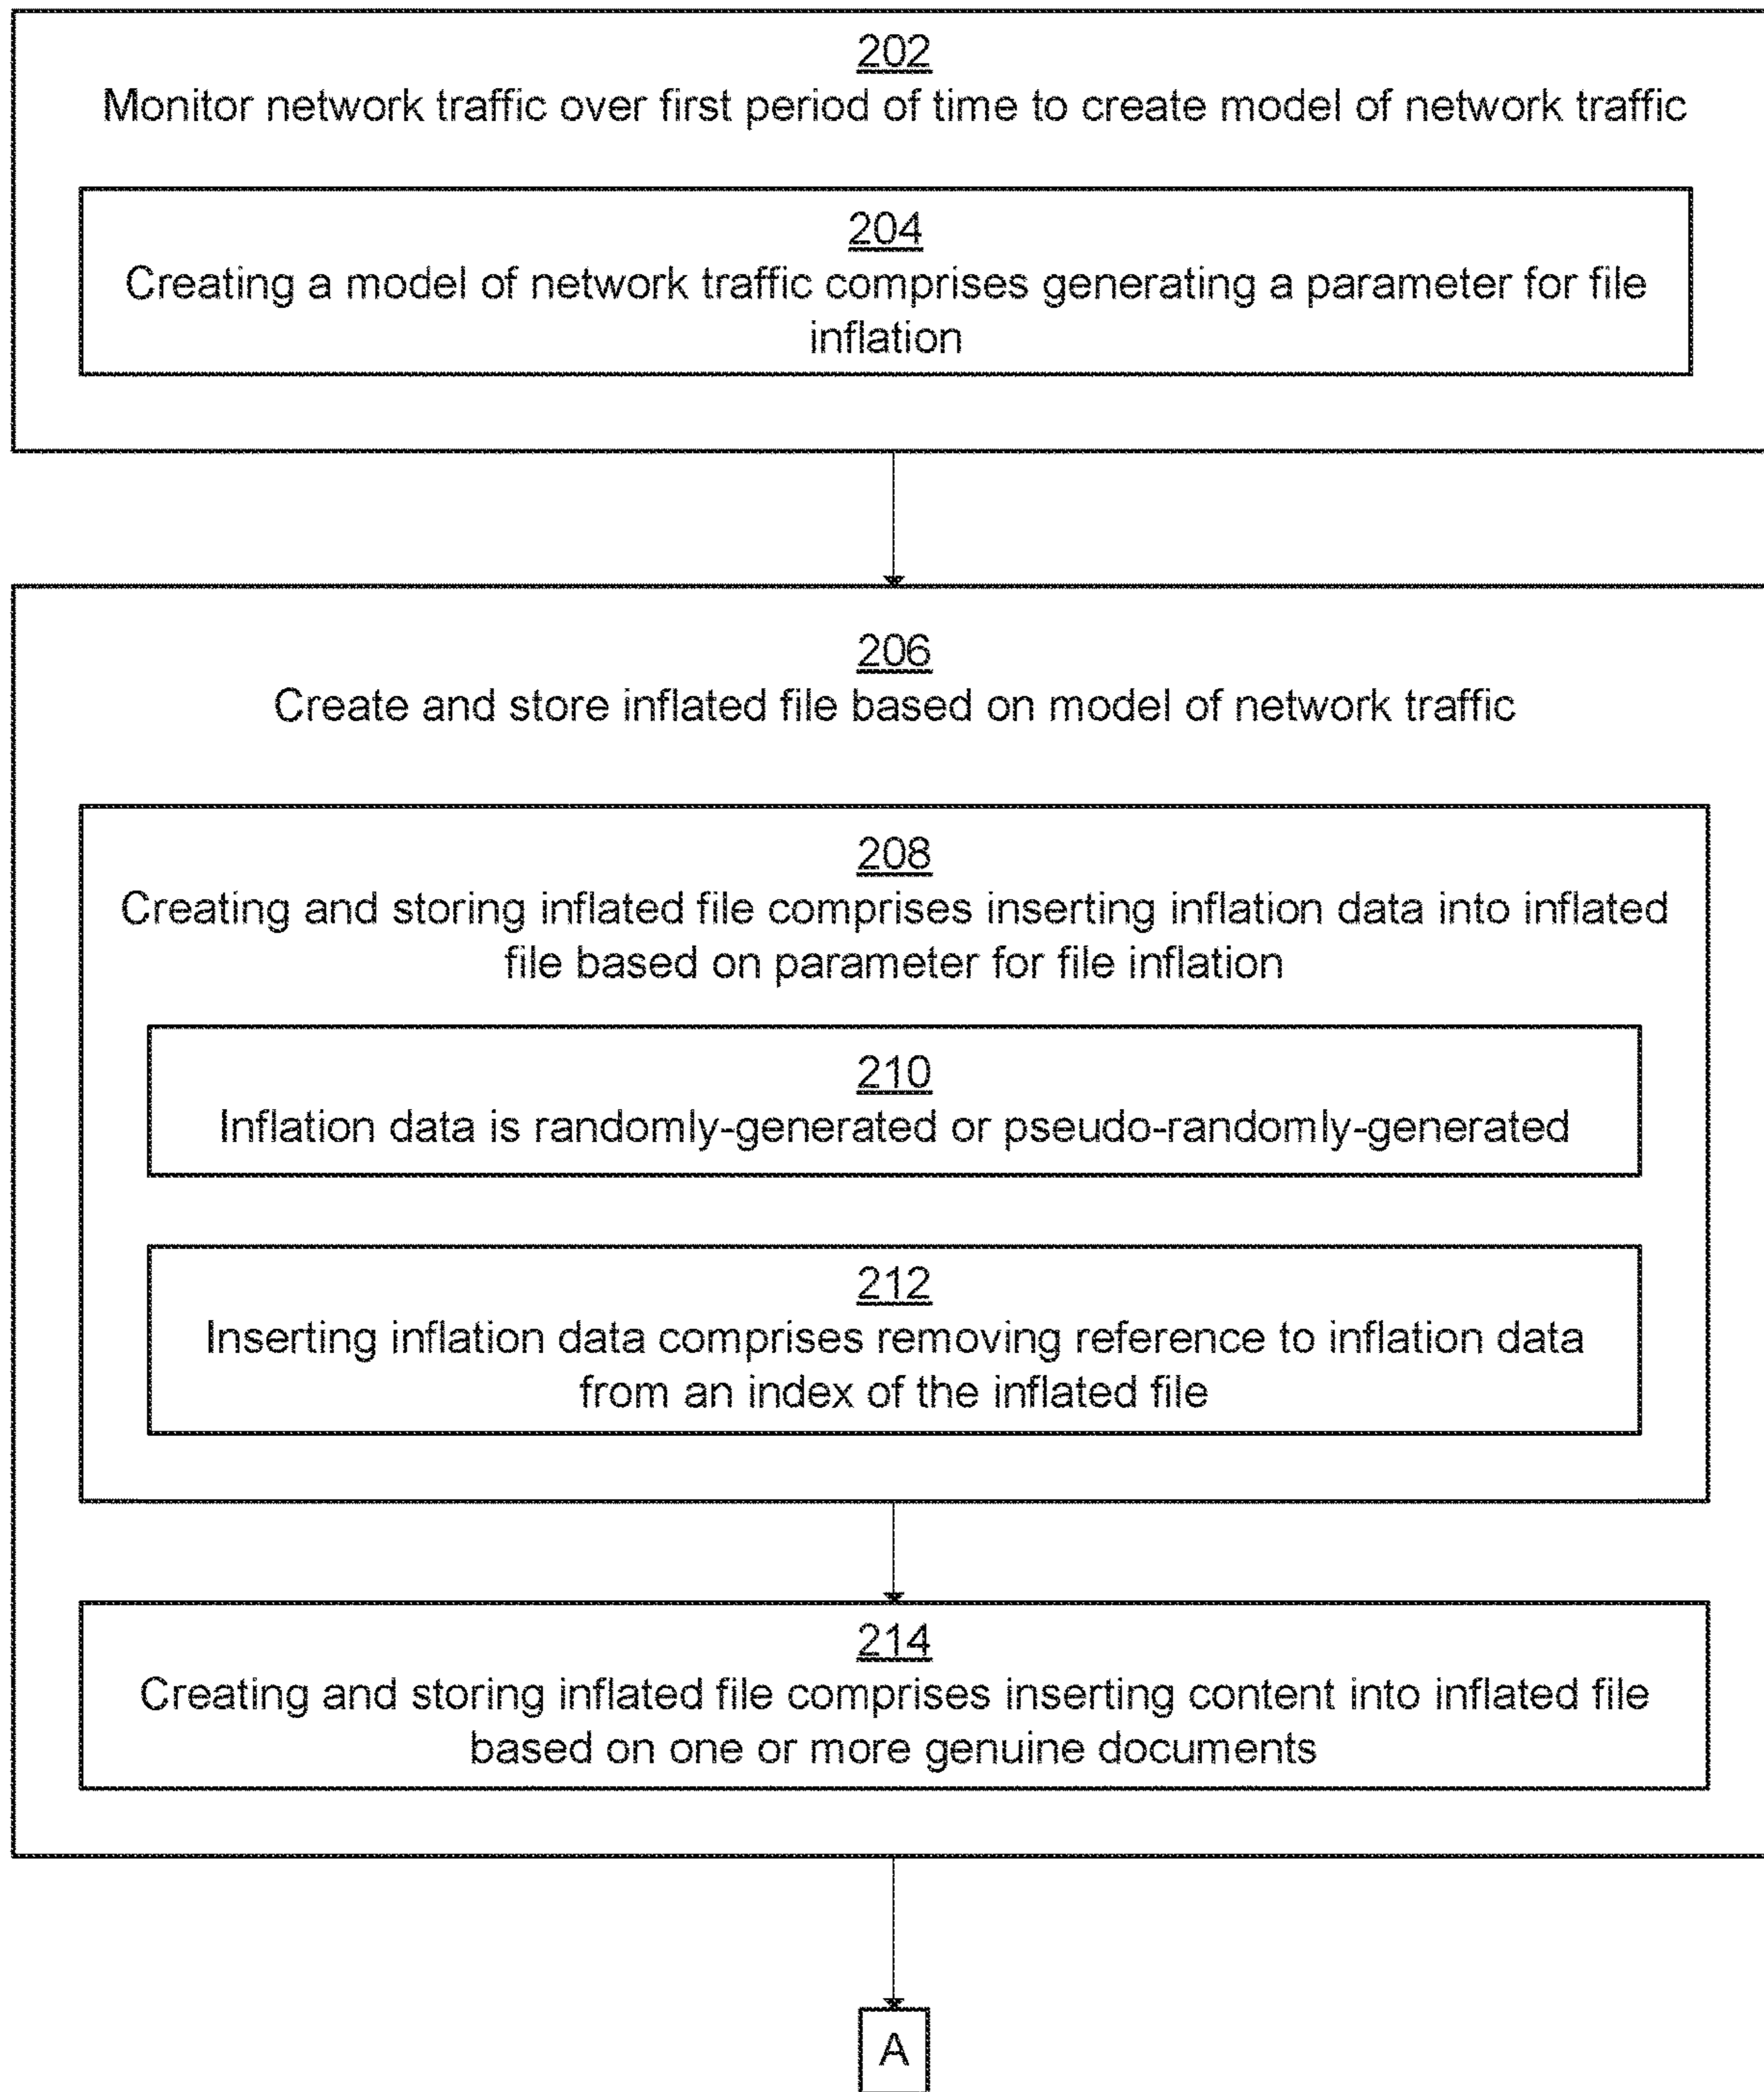 202
Monitor network traffic over first period of time to create model of network traffic
204
Creating a model of network traffic comprises generating a parameter for file
inflation
206
Create and store inflated file based on model of network traffic
208
Creating and storing inflated file comprises inserting inflation data into inflated
file based on parameter for file inflation
210
Inflation data is randomly-generated or pseudo-randomly-generated
212
Inserting inflation data comprises removing reference to inflation data
from an index of the inflated file
214
Creating and storing inflated file comprises inserting content into inflated file
based on one or more genuine documents
A